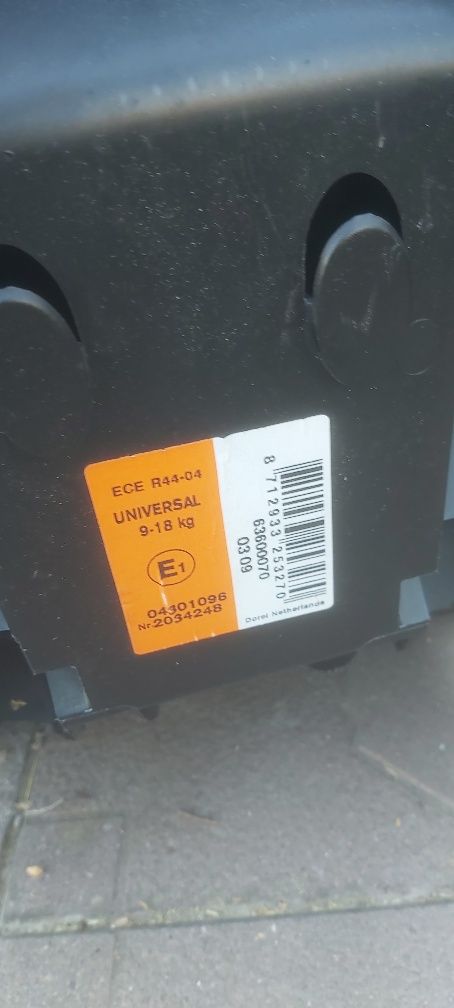 ECE R44-04
UNIVERSAL
9-18 kg
E1
04301096
Nr.2034248
8 712933 253270
63600070
0309
Dorel Netherlands